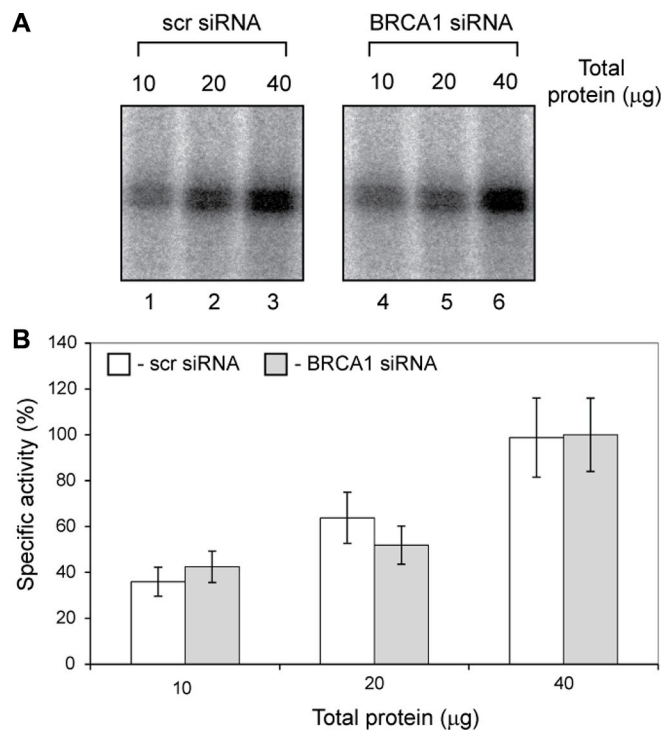 A
scr siRNA
BRCA1 siRNA
10 20 40
10 20 40
Total
protein (μg)
1 2 3
4 5 6
B
140
120
100
80
60
40
20
0
- scr siRNA
- BRCA1 siRNA
Specific activity (%)
10 20 40
Total protein (μg)